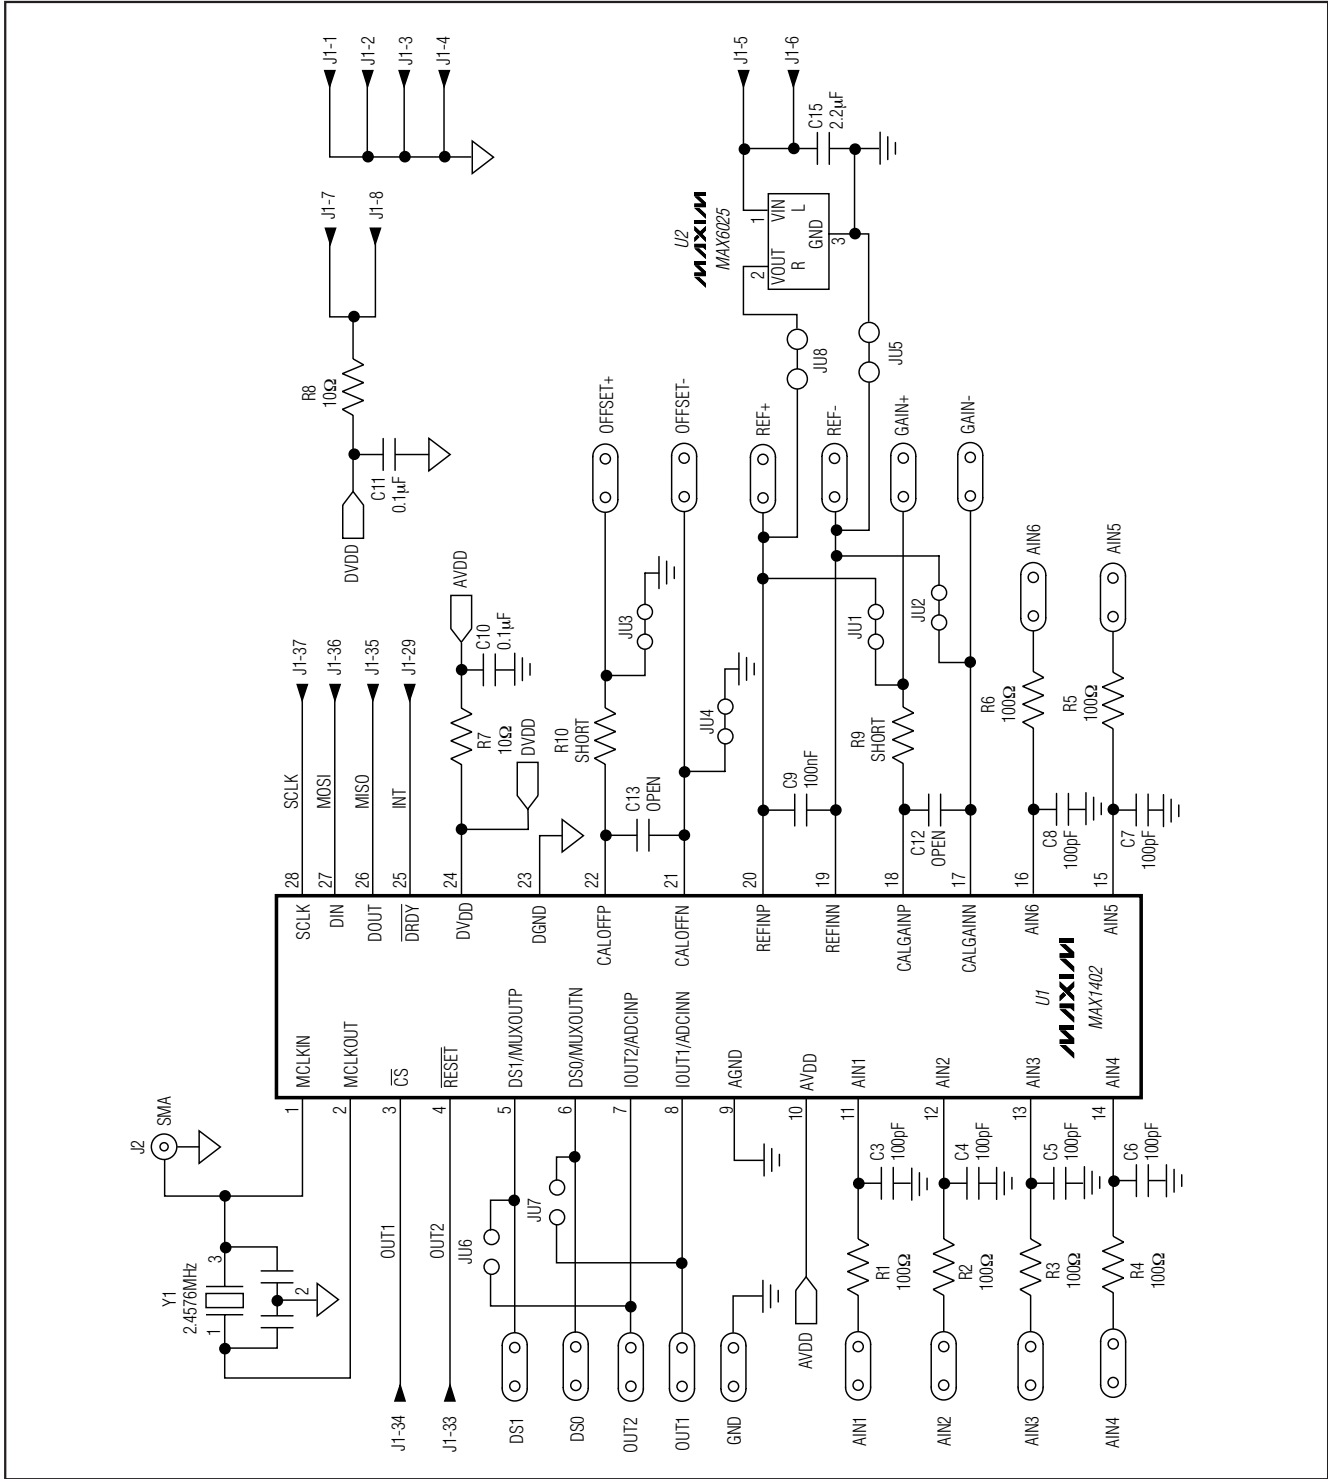 J1-1
J1-2
J1-3
J1-4
J1-5
J1-6
J1-7
J1-8
C15
2.2µF
U2
MAXIM
MAX6025
1
VIN
L
2
VOUT
R
GND
3
R8
10Ω
C11
0.1µF
DVDD
JU8
JU5
OFFSET+
OFFSET-
REF+
REF-
GAIN+
GAIN-
AIN6
AIN5
AVDD
C10
0.1µF
R7
10Ω
DVDD
JU3
JU4
JU1
JU2
R10
SHORT
C13
OPEN
C9
100nF
R9
SHORT
C12
OPEN
R6
100Ω
R5
100Ω
C8
100pF
C7
100pF
J1-37
J1-36
J1-35
J1-29
SCLK
MOSI
MISO
INT
28
27
26
25
24
23
22
21
20
19
18
17
16
15
SCLK
DIN
DOUT
DRDY
DVDD
DGND
CALOFFP
CALOFFN
REFINP
REFINN
CALGAINP
CALGAINN
AIN6
AIN5
U1
MAXIM
MAX1402
MCLKIN
MCLKOUT
CS
RESET
DS1/MUXOUTP
DS0/MUXOUTN
IOUT2/ADCINP
IOUT1/ADCINN
AGND
AVDD
AIN1
AIN2
AIN3
AIN4
1
2
3
4
5
6
7
8
9
10
11
12
13
14
J2
SMA
Y1
2.4576MHz
1
3
2
OUT1
OUT2
JU6
JU7
C3
100pF
C4
100pF
C5
100pF
C6
100pF
R1
100Ω
R2
100Ω
R3
100Ω
R4
100Ω
J1-34
J1-33
DS1
DS0
OUT2
OUT1
GND
AVDD
AIN1
AIN2
AIN3
AIN4